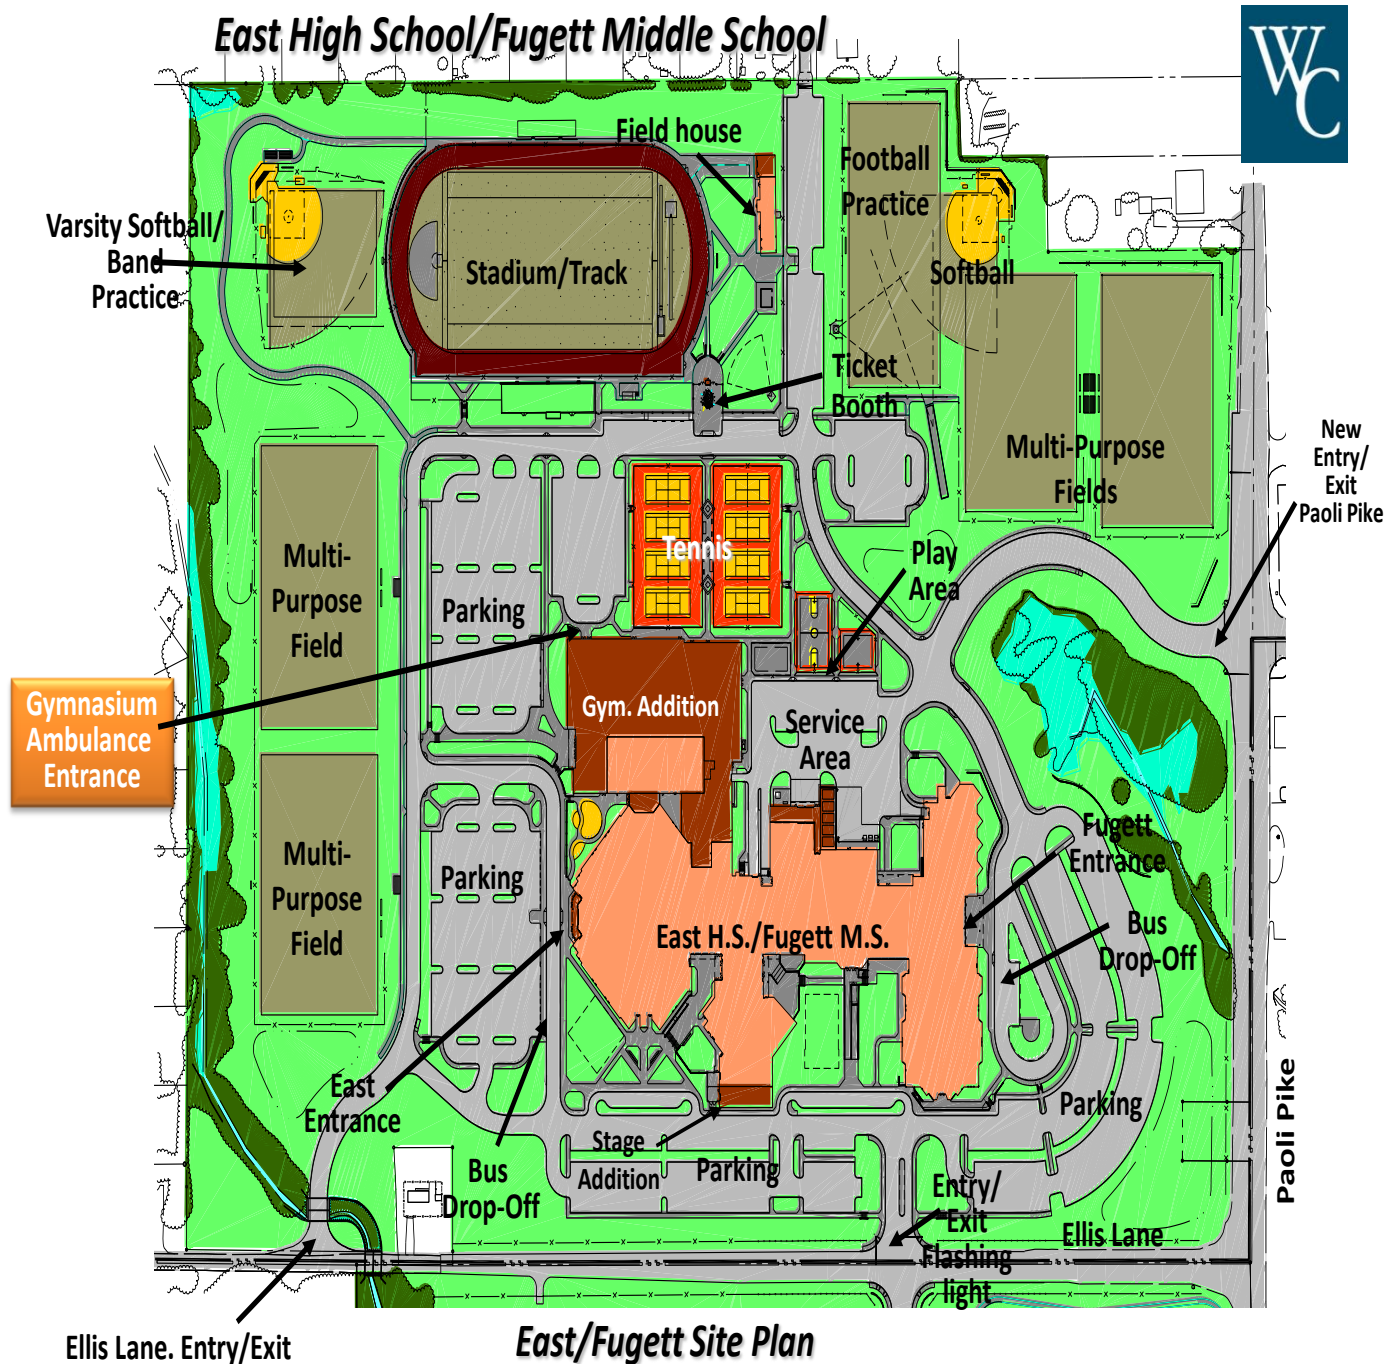 East High School/Fugett Middle School
WC
Field house
Football
Practice
Varsity Softball/
Band
Practice
Stadium/Track
Softball
Ticket
Booth
New
Entry/
Exit
Paoli Pike
Multi-Purpose
Fields
Tennis
Play
Area
Multi-
Purpose
Field
Parking
Gymnasium
Ambulance
Entrance
Gym. Addition
Service
Area
Fugett
Entrance
Multi-
Purpose
Field
Parking
East H.S./Fugett M.S.
Bus
Drop-Off
East
Entrance
Parking
Paoli Pike
Stage
Addition
Parking
Bus
Drop-Off
Entry/
Exit
Flashing
light
Ellis Lane
Ellis Lane. Entry/Exit
East/Fugett Site Plan